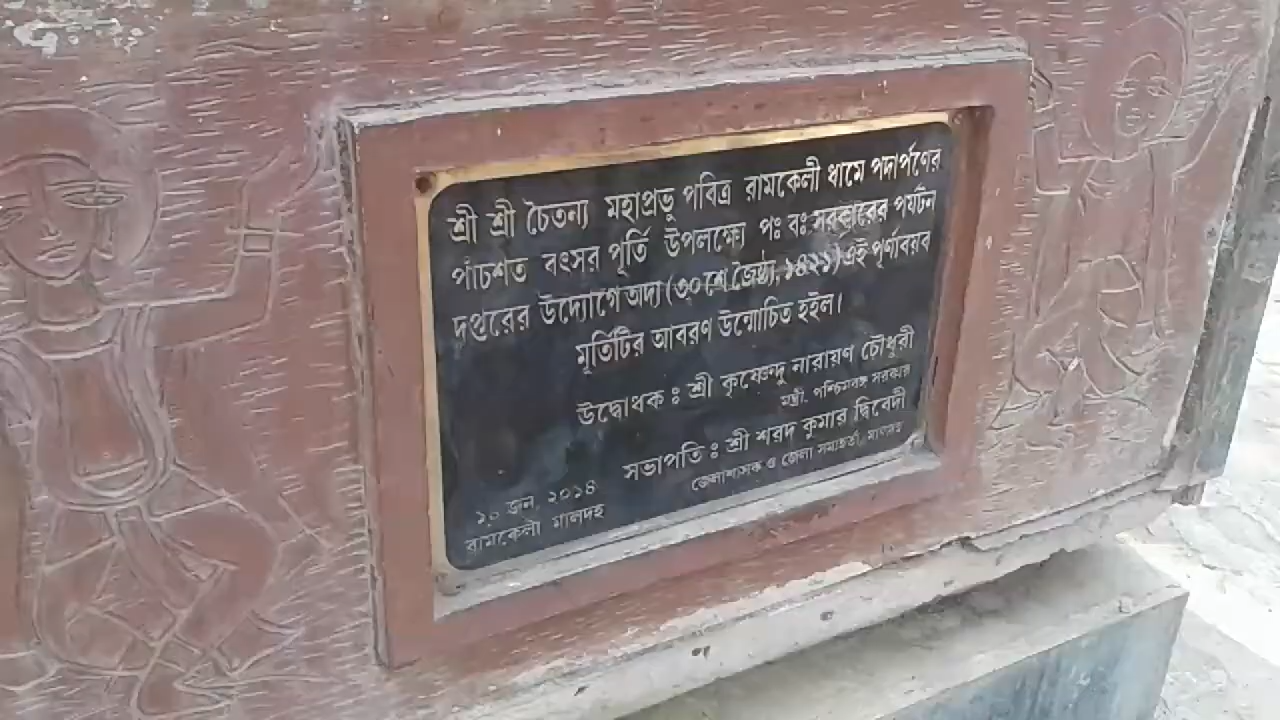 শ্রী শ্রী চৈতন্য মহাপ্রভু পবিত্র রামকেলী ধামে পদার্পণের
পাঁচশত বৎসর পূর্তি উপলক্ষ্যে পঃ বঃ সরকারের পর্যটন
দপ্তরের উদ্যোগে অদ্য (৩০ শে জৈষ্ঠ্য, ১৪২১) এই পূর্ণাবয়ব
মূর্তিটির আবরণ উন্মোচিত হইল।
উদ্বোধক : শ্রী কৃষ্ণেন্দু নারায়ণ চৌধুরী
মন্ত্রী, পশ্চিমবঙ্গ সরকার
সভাপতি : শ্রী শরদ কুমার দ্বিবেদী
জেলাশাসক ও জেলা সমাহর্তা, মালদহ
১০ জুন, ২০১৪
রামকেলী মালদহ